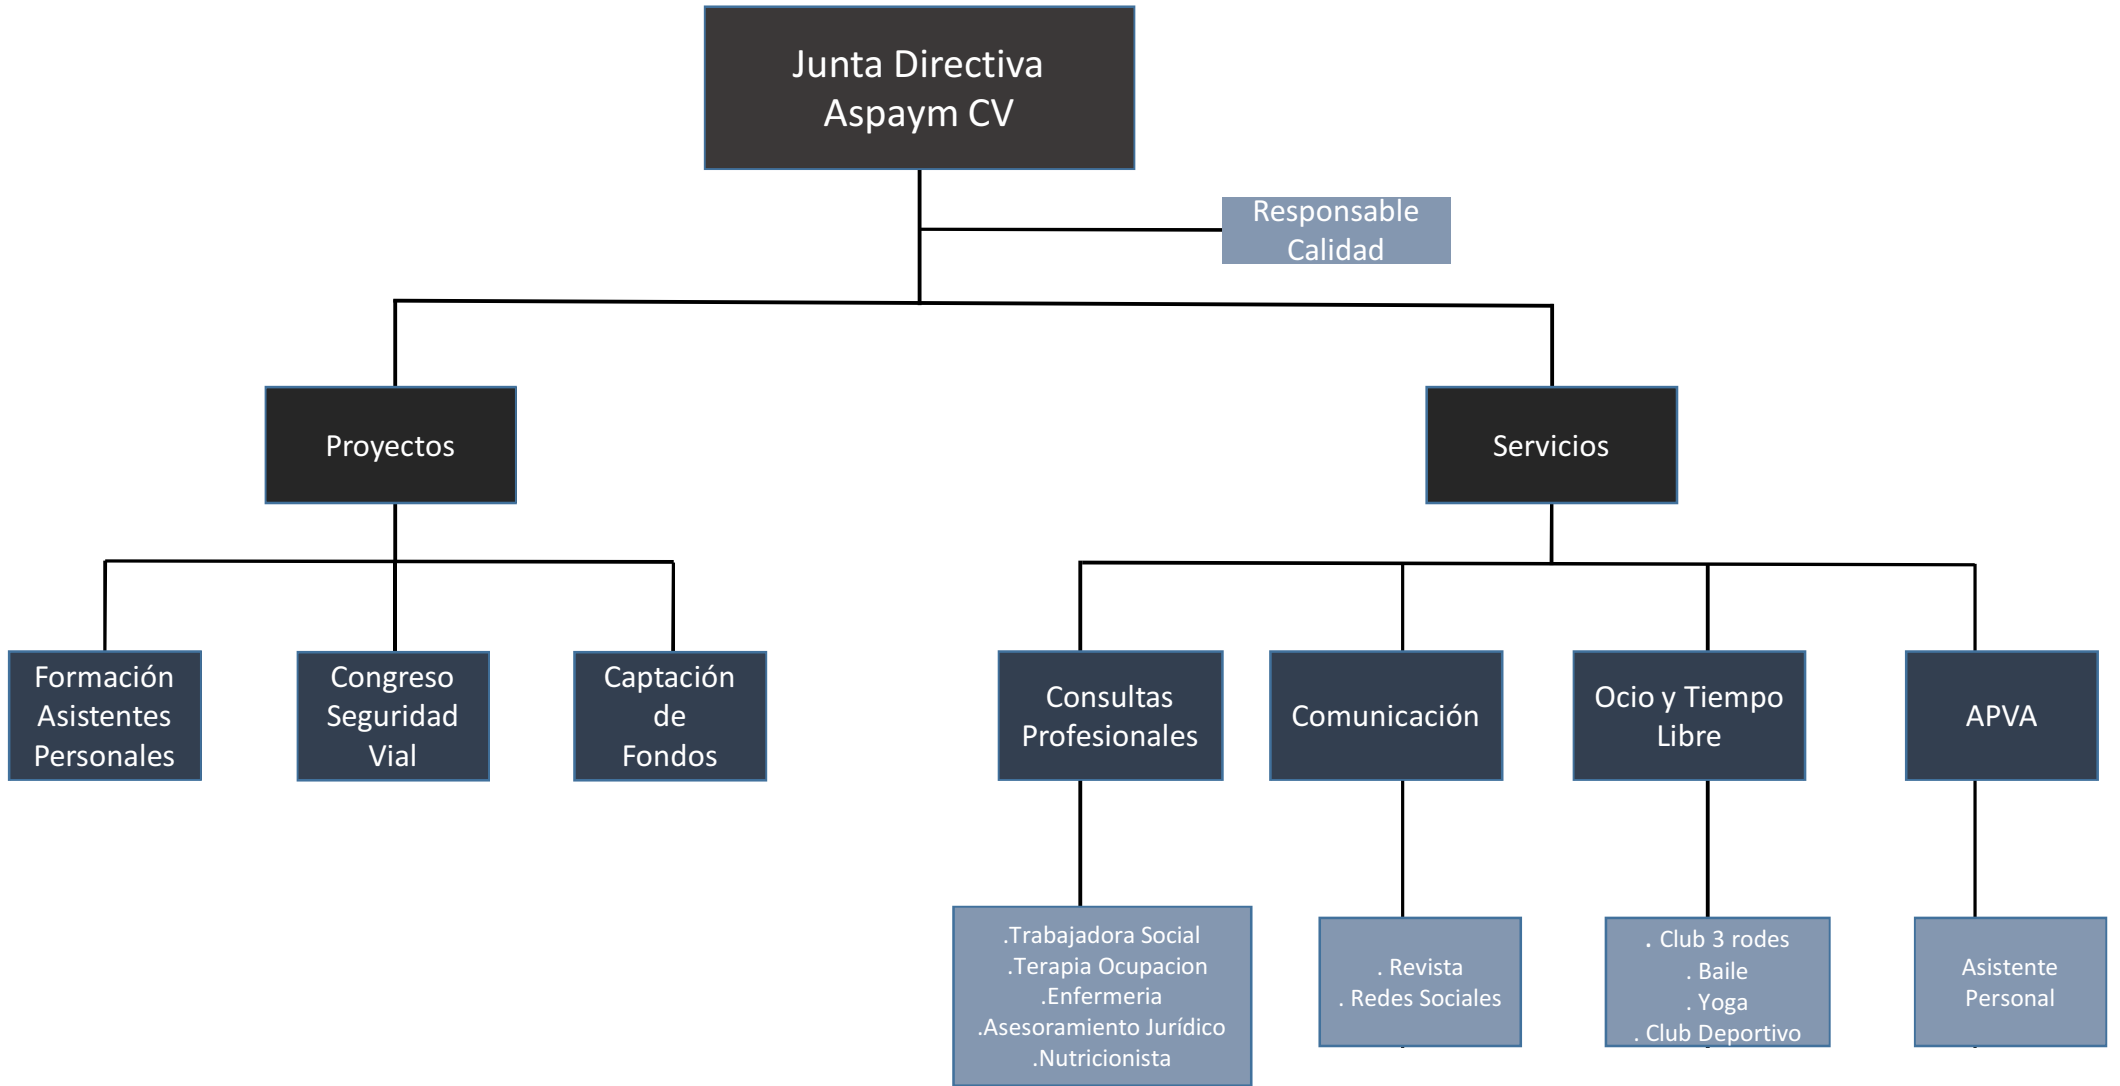 Junta Directiva
Aspaym CV
Responsable
Calidad
Proyectos
Servicios
Formación
Asistentes
Personales
Congreso
Seguridad
Vial
Captación
de
Fondos
Consultas
Profesionales
Comunicación
Ocio y Tiempo
Libre
APVA
.Trabajadora Social
.Terapia Ocupacion
.Enfermeria
.Asesoramiento Jurídico
.Nutricionista
. Revista
. Redes Sociales
. Club 3 rodes
. Baile
. Yoga
. Club Deportivo
Asistente
Personal